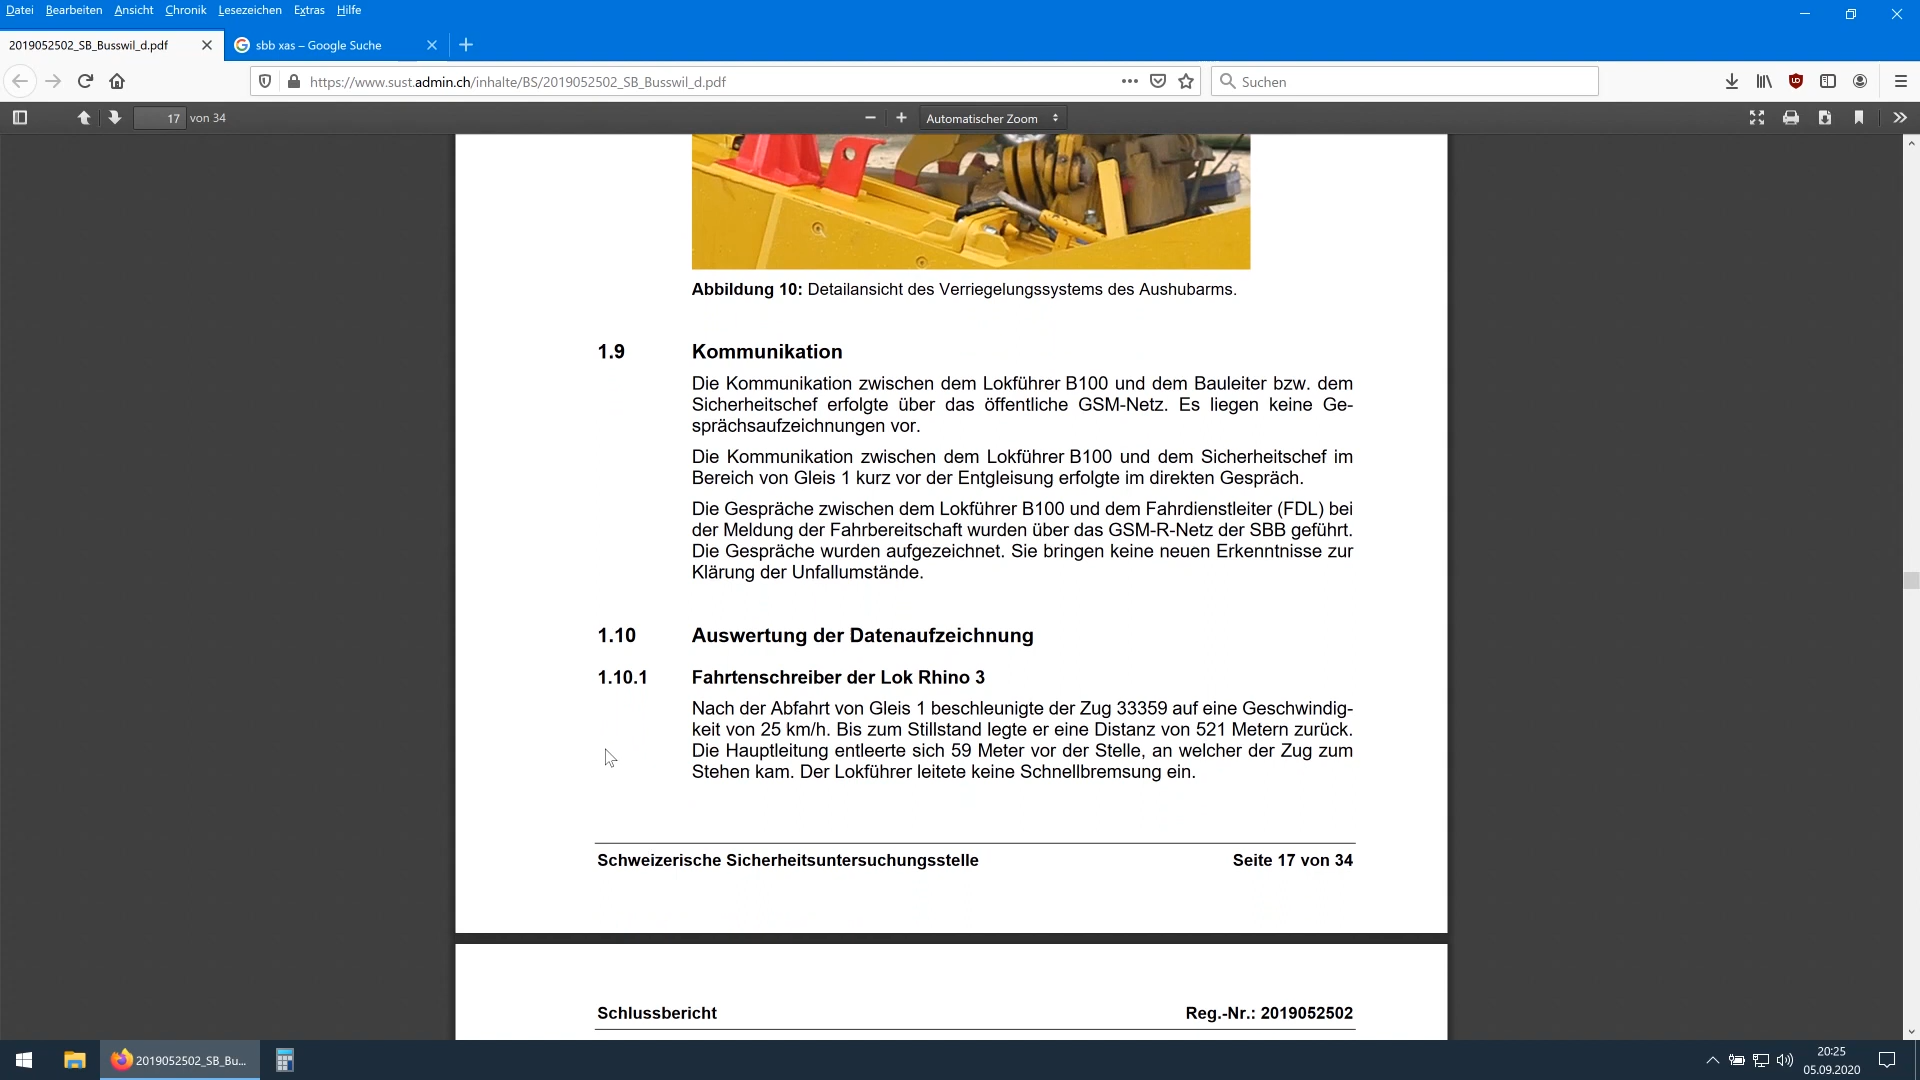 Datei Bearbeiten Ansicht Chronik Lesezeichen Extras Hilfe
2019052502_SB_Busswil_d.pdf
sbb xas – Google Suche
https://www.sust.admin.ch/inhalte/BS/2019052502_SB_Busswil_d.pdf
Suchen
17 von 34
Automatischer Zoom
Abbildung 10: Detailansicht des Verriegelungssystems des Aushubarms.
1.9 Kommunikation
Die Kommunikation zwischen dem Lokführer B100 und dem Bauleiter bzw. dem
Sicherheitschef erfolgte über das öffentliche GSM-Netz. Es liegen keine Ge-
sprächsaufzeichnungen vor.
Die Kommunikation zwischen dem Lokführer B100 und dem Sicherheitschef im
Bereich von Gleis 1 kurz vor der Entgleisung erfolgte im direkten Gespräch.
Die Gespräche zwischen dem Lokführer B100 und dem Fahrdienstleiter (FDL) bei
der Meldung der Fahrbereitschaft wurden über das GSM-R-Netz der SBB geführt.
Die Gespräche wurden aufgezeichnet. Sie bringen keine neuen Erkenntnisse zur
Klärung der Unfallumstände.
1.10 Auswertung der Datenaufzeichnung
1.10.1 Fahrtenschreiber der Lok Rhino 3
Nach der Abfahrt von Gleis 1 beschleunigte der Zug 33359 auf eine Geschwindig-
keit von 25 km/h. Bis zum Stillstand legte er eine Distanz von 521 Metern zurück.
Die Hauptleitung entleerte sich 59 Meter vor der Stelle, an welcher der Zug zum
Stehen kam. Der Lokführer leitete keine Schnellbremsung ein.
Schweizerische Sicherheitsuntersuchungsstelle Seite 17 von 34
Schlussbericht Reg.-Nr.: 2019052502
2019052502_SB_Bu...
20:25
05.09.2020